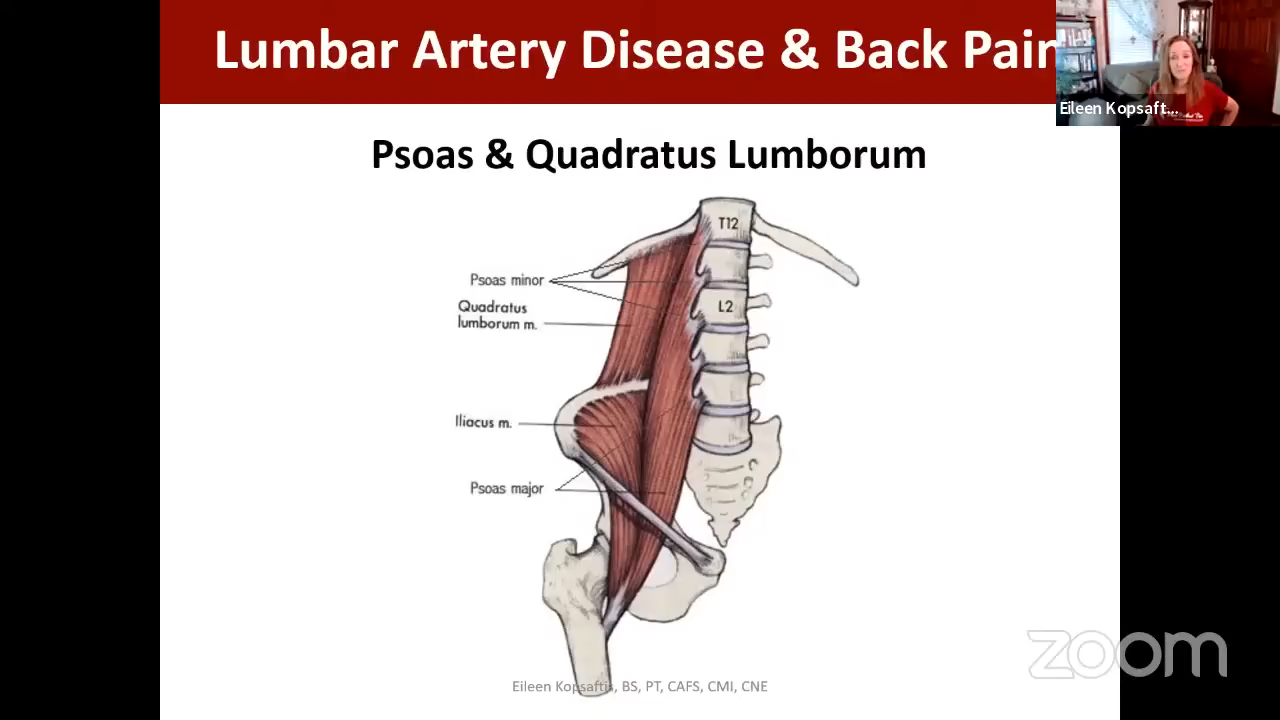 Lumbar Artery Disease & Back Pain
Eileen Kopsaft...
Psoas & Quadratus Lumborum
T12
Psoas minor
Quadratus
lumborum m.
L2
Iliacus m.
Psoas major
zoom
Eileen Kopsaftis, BS, PT, CAFS, CMI, CNE